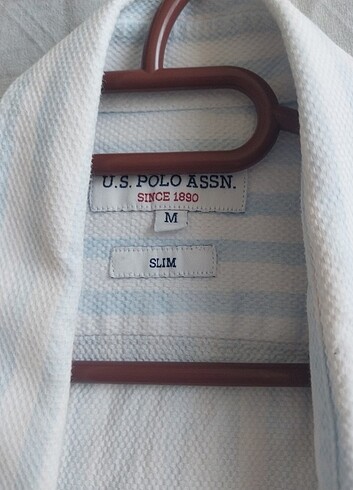 U.S. POLO ASSN.
SINCE 1890
M
SLIM